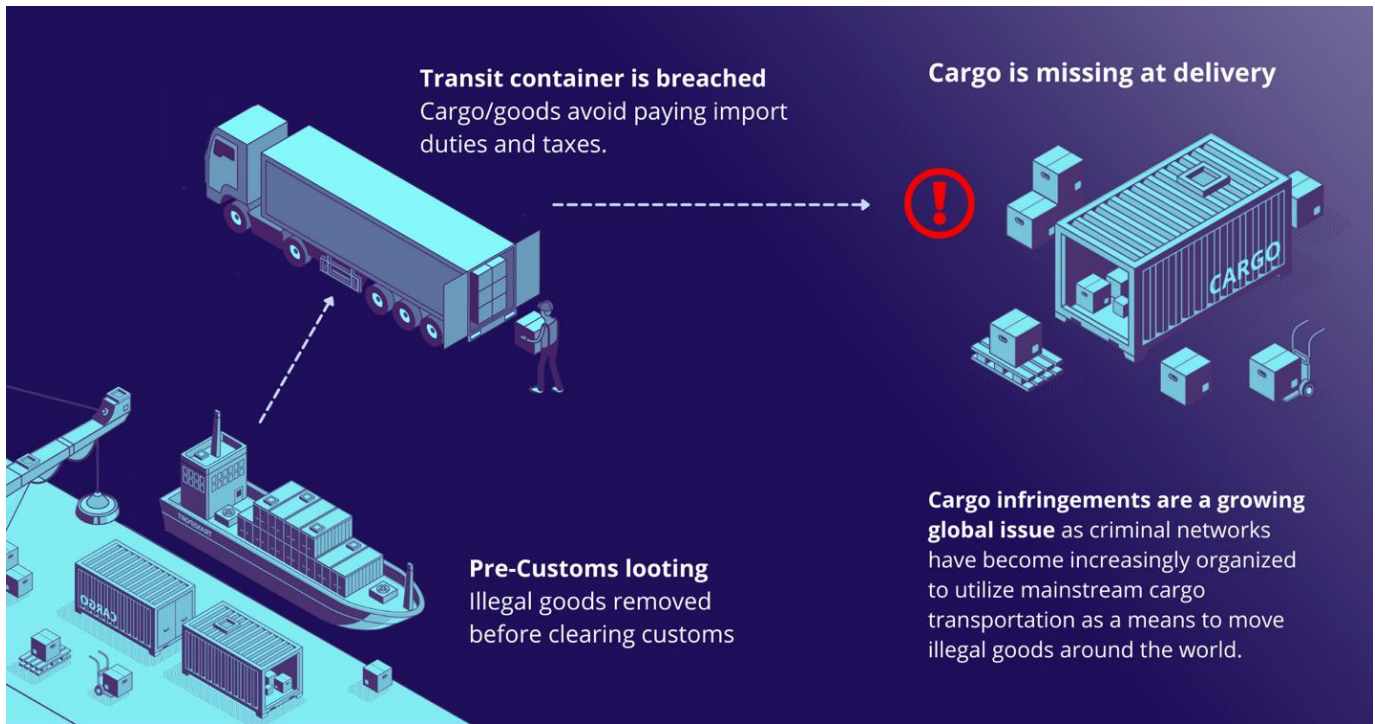 Transit container is breached
Cargo/goods avoid paying import
duties and taxes.
Cargo is missing at delivery
CARGO
Pre-Customs looting
Illegal goods removed
before clearing customs
CARGO
Cargo infringements are a growing
global issue as criminal networks
have become increasingly organized
to utilize mainstream cargo
transportation as a means to move
illegal goods around the world.